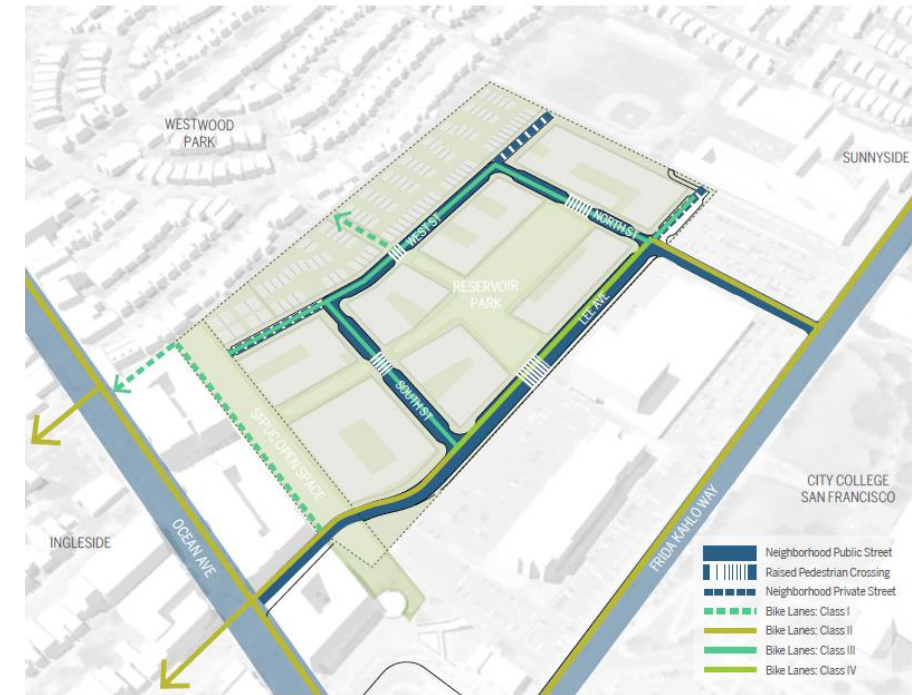 WESTWOOD
PARK
SUNNYSIDE
WEST ST
NORTH ST
RESERVOIR
PARK
LEE AVE
SOUTH ST
SFPUC OPEN SPACE
CITY COLLEGE
SAN FRANCISCO
FRIDA KAHLO WAY
INGLESIDE
OCEAN AVE
Neighborhood Public Street
Raised Pedestrian Crossing
Neighborhood Private Street
Bike Lanes: Class I
Bike Lanes: Class II
Bike Lanes: Class III
Bike Lanes: Class IV